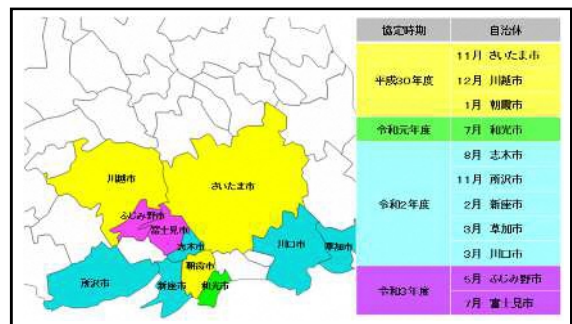 川越市
さいたま市
ふじみ野市
富士見市
志木市
朝霞市
所沢市
新座市
和光市
川口市
草加市
協定時期 自治体
平成30年度
11月 さいたま市
12月 川越市
1月 朝霞市
令和元年度
7月 和光市
令和2年度
8月 志木市
11月 所沢市
2月 新座市
3月 草加市
3月 川口市
令和3年度
5月 ふじみ野市
7月 富士見市